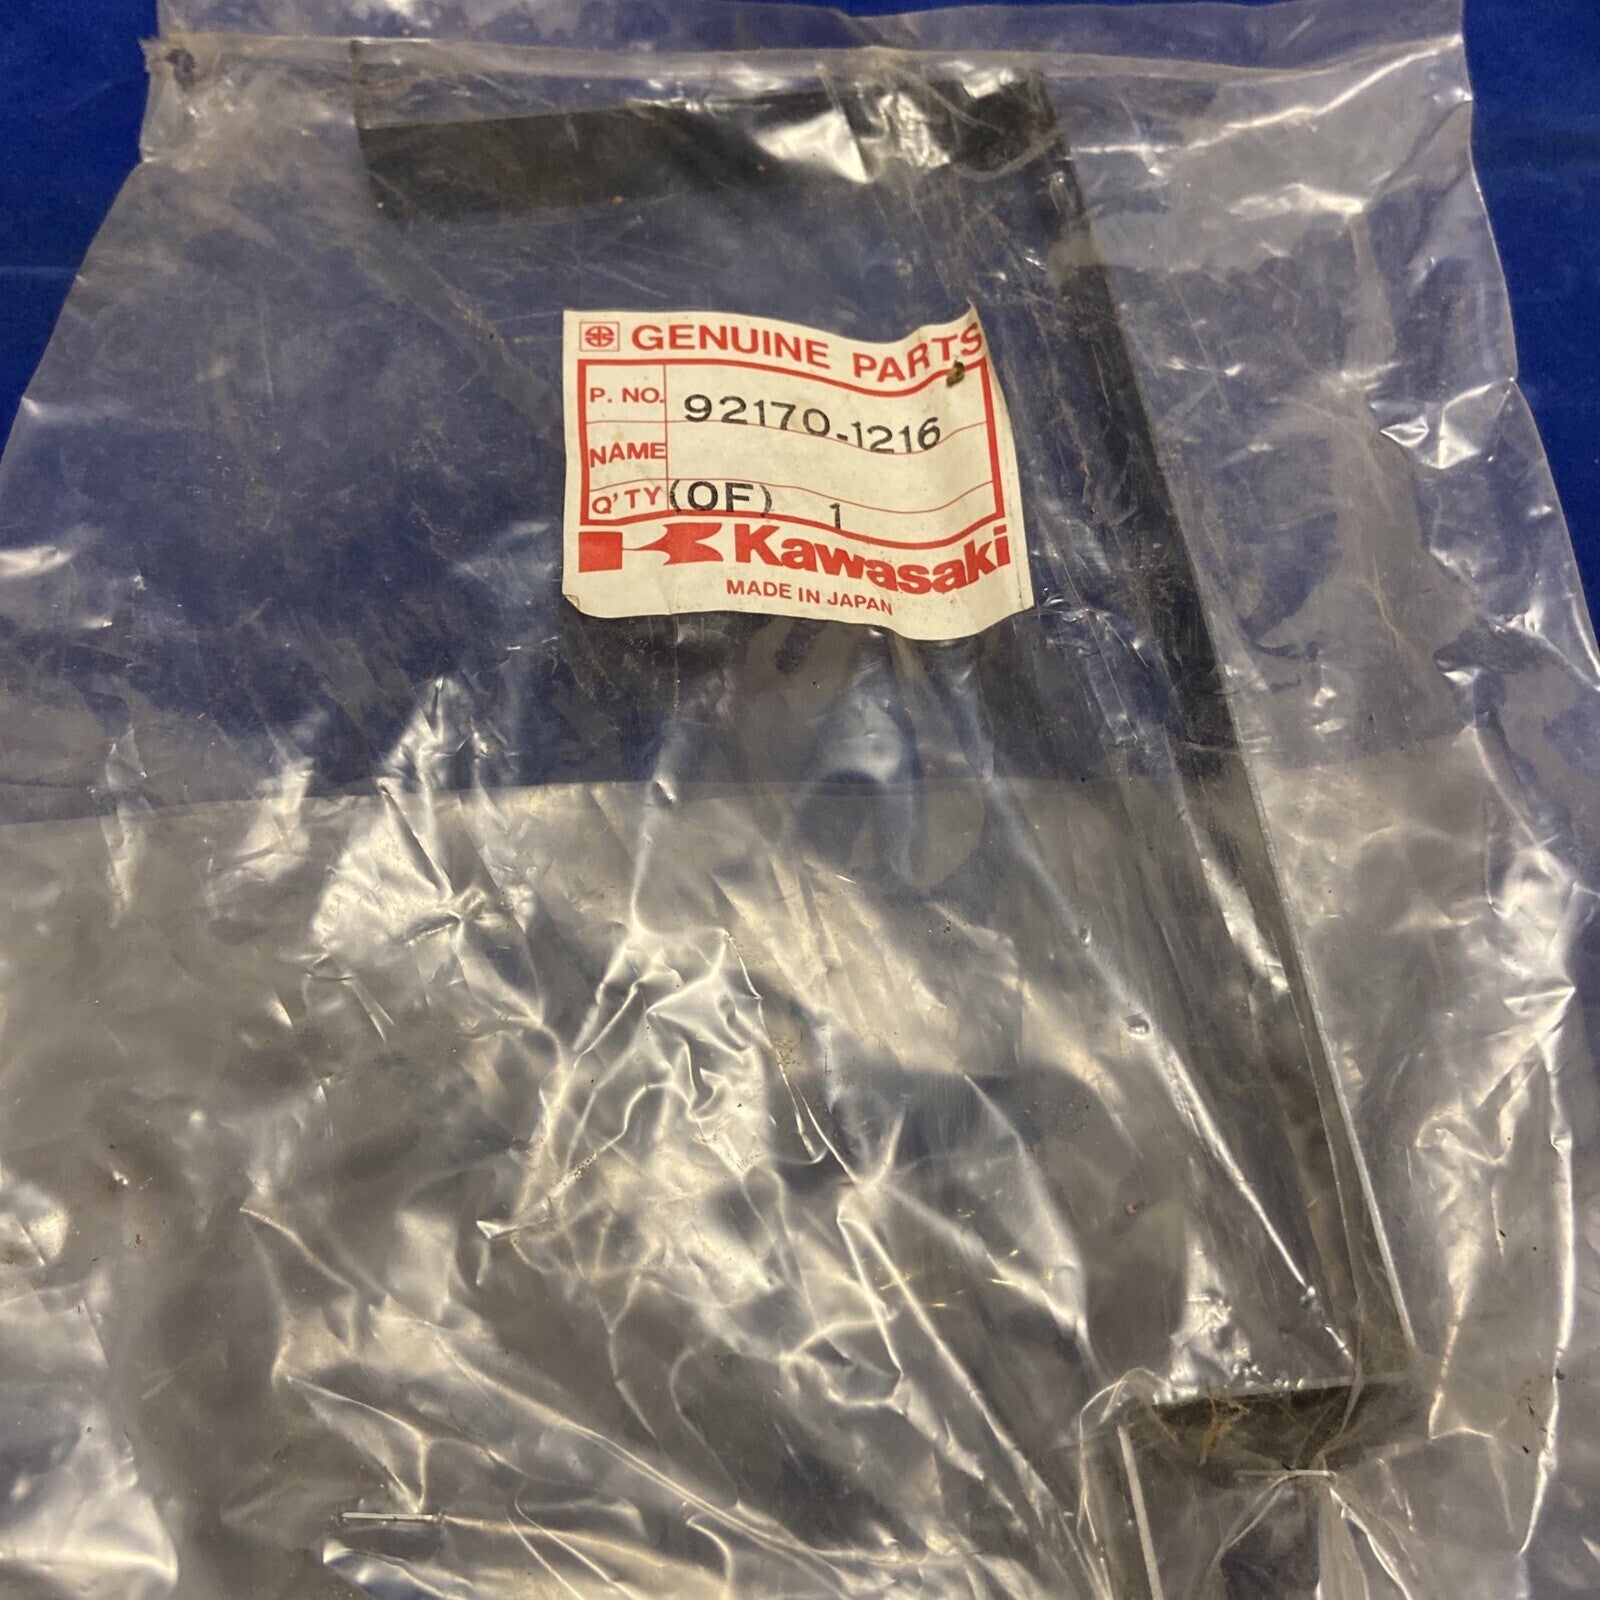 GENUINE PARTS
P. NO. 92170-1216
NAME
Q'TY (OF) 1
Kawasaki
MADE IN JAPAN